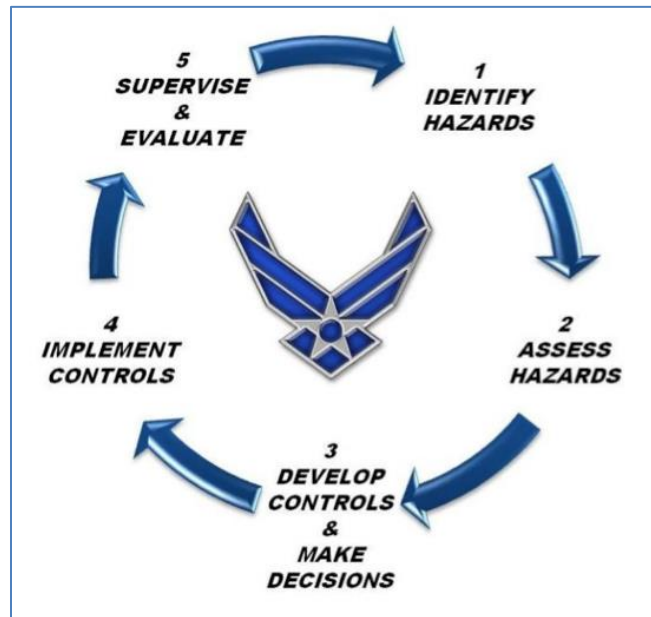 1
IDENTIFY
HAZARDS
2
ASSESS
HAZARDS
3
DEVELOP
CONTROLS
&
MAKE
DECISIONS
4
IMPLEMENT
CONTROLS
5
SUPERVISE
&
EVALUATE